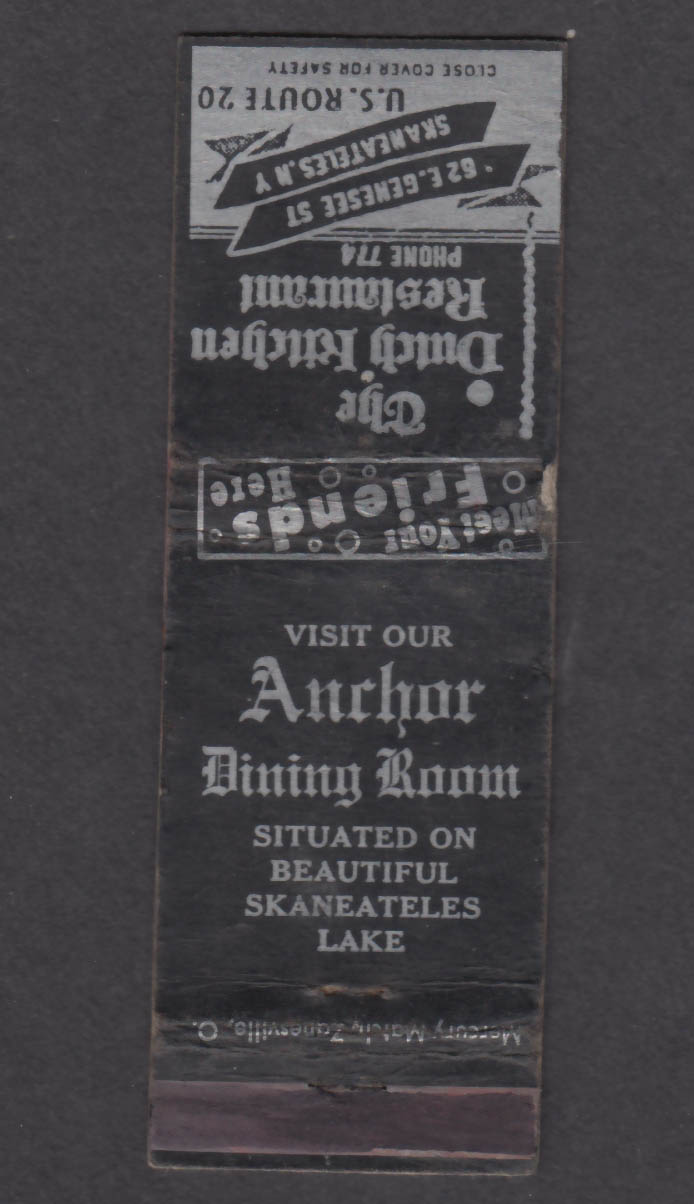 The
Dutch Kitchen
Restaurant
PHONE 774
62 E. GENESEE ST
SKANEATELES, N Y
U.S. ROUTE 20
CLOSE COVER FOR SAFETY
Meet Your
Friends
Here
VISIT OUR
Anchor
Dining Room
SITUATED ON
BEAUTIFUL
SKANEATELES
LAKE
Mercury Match, Zanesville, O.